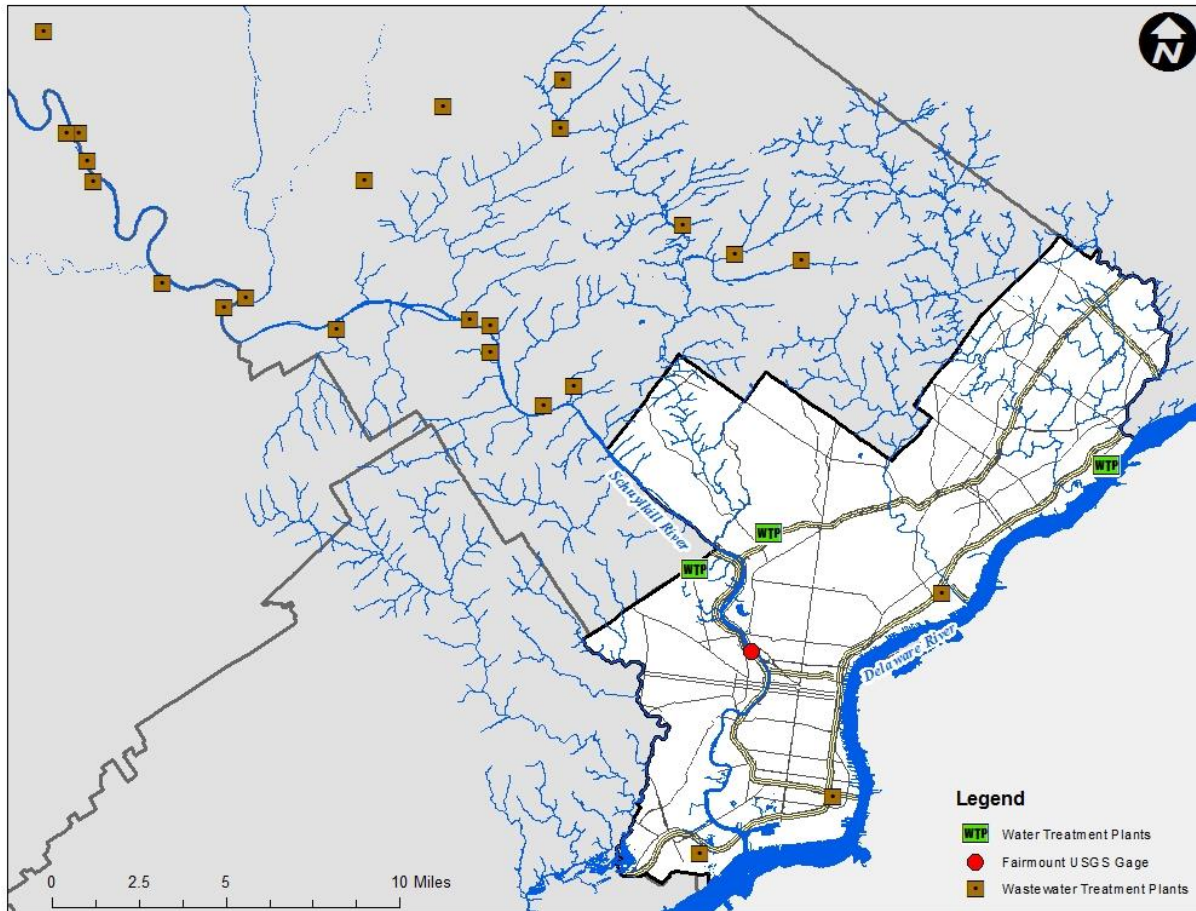 N
Schuylkill River
WTP
WTP
WTP
Delaware River
Legend
WTP Water Treatment Plants
Fairmount USGS Gage
Wastewater Treatment Plants
0 2.5 5 10 Miles